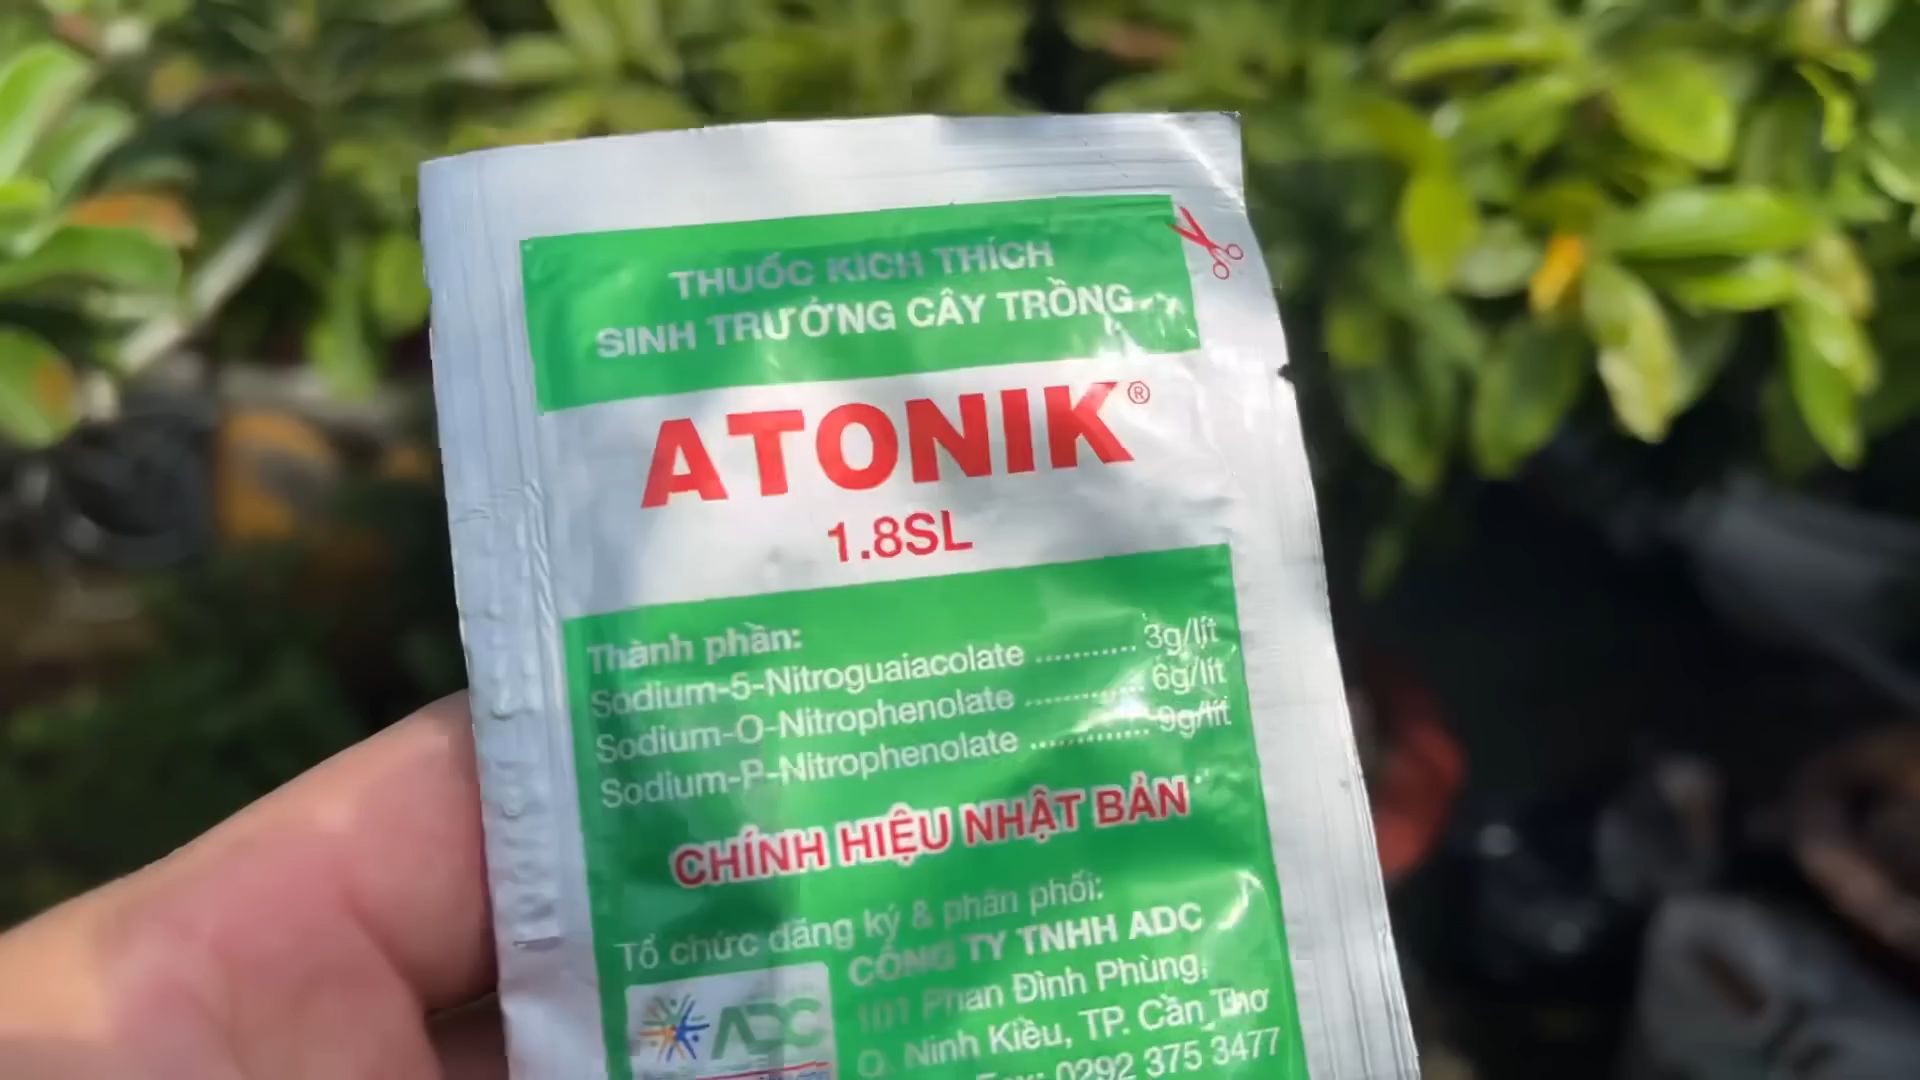 THUỐC KÍCH THÍCH
SINH TRƯỞNG CÂY TRỒNG
ATONIK®
1.8SL
Thành phần:
Sodium-5-Nitroguaiacolate ........... 3g/lít
Sodium-O-Nitrophenolate ............. 6g/lít
Sodium-P-Nitrophenolate ............. 9g/lít
CHÍNH HIỆU NHẬT BẢN
Tổ chức đăng ký & phân phối:
ADC
CÔNG TY TNHH ADC
101 Phan Đình Phùng,
Q. Ninh Kiều, TP. Cần Thơ
Fax: 0292 375 3477